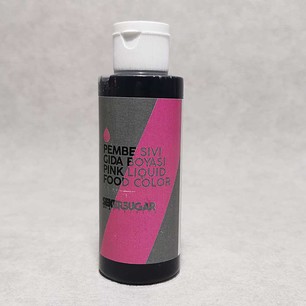 PEMBE SIVI
GIDA BOYASI
PINK LIQUID
FOOD COLOR